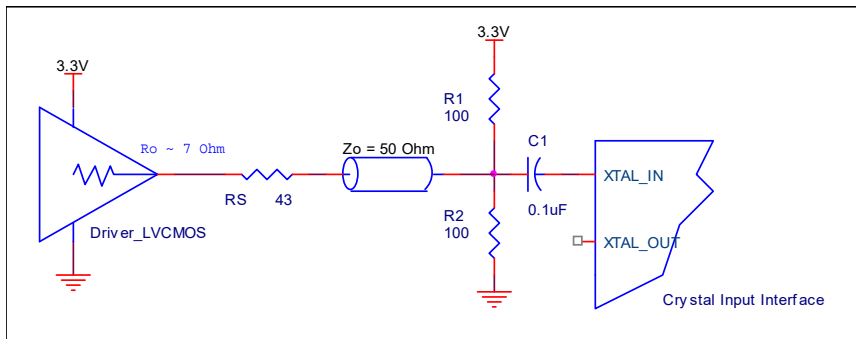 3.3V
3.3V
R1
100
Ro ~ 7 Ohm
Zo = 50 Ohm
C1
XTAL_IN
RS 43
0.1uF
R2
100
Driver_LVCMOS
XTAL_OUT
Crystal Input Interface